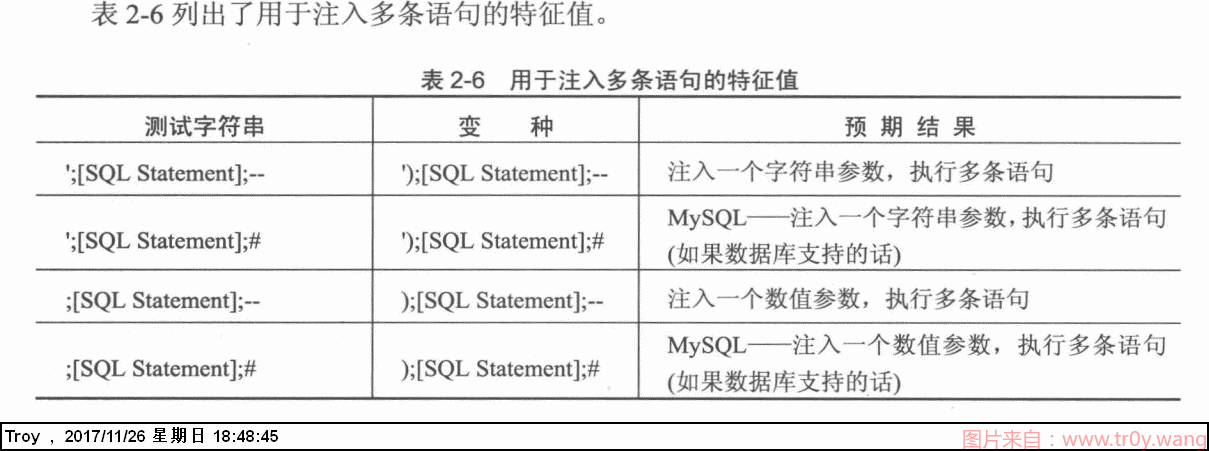 表 2-6 列出了用于注入多条语句的特征值。
表 2-6 用于注入多条语句的特征值
测试字符串 变 种 预 期 结 果
';[SQL Statement];-- ');[SQL Statement];-- 注入一个字符串参数，执行多条语句
';[SQL Statement];# ');[SQL Statement];# MySQL——注入一个字符串参数，执行多条语句
(如果数据库支持的话)
;[SQL Statement];-- );[SQL Statement];-- 注入一个数值参数，执行多条语句
;[SQL Statement];# );[SQL Statement];# MySQL——注入一个数值参数，执行多条语句
(如果数据库支持的话)
Troy , 2017/11/26 星期日 18:48:45
图片来自：www.tr0y.wang